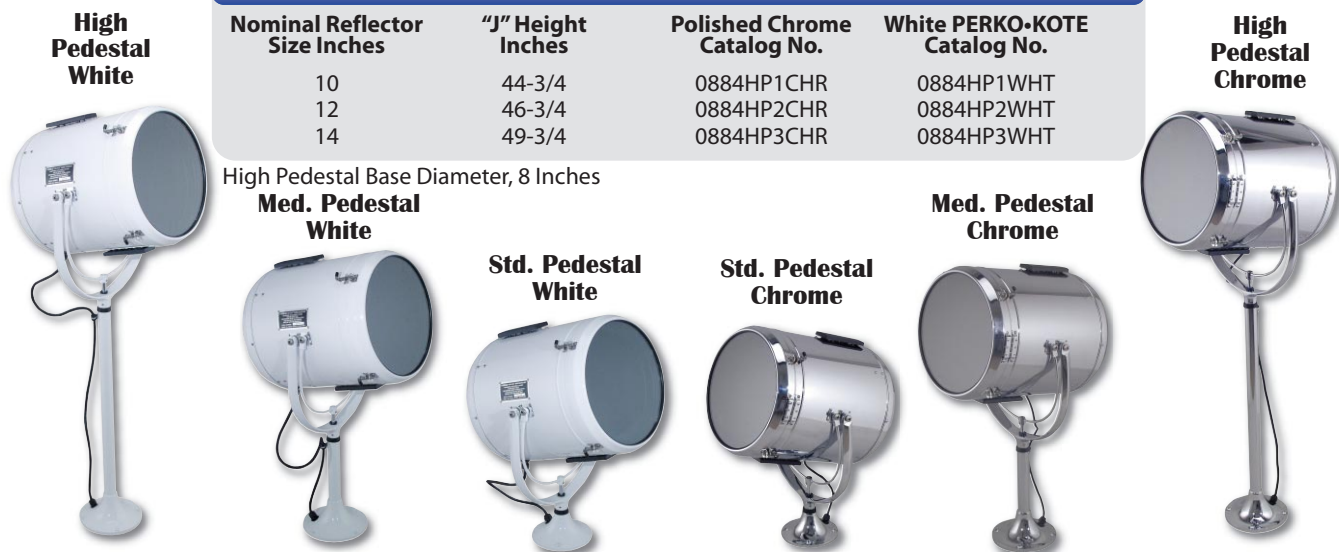 High
Pedestal
White
Nominal Reflector
Size Inches
“J” Height
Inches
Polished Chrome
Catalog No.
White PERKO•KOTE
Catalog No.
10 44-3/4 0884HP1CHR 0884HP1WHT
12 46-3/4 0884HP2CHR 0884HP2WHT
14 49-3/4 0884HP3CHR 0884HP3WHT
High
Pedestal
Chrome
High Pedestal Base Diameter, 8 Inches
Med. Pedestal
White
Std. Pedestal
White
Std. Pedestal
Chrome
Med. Pedestal
Chrome